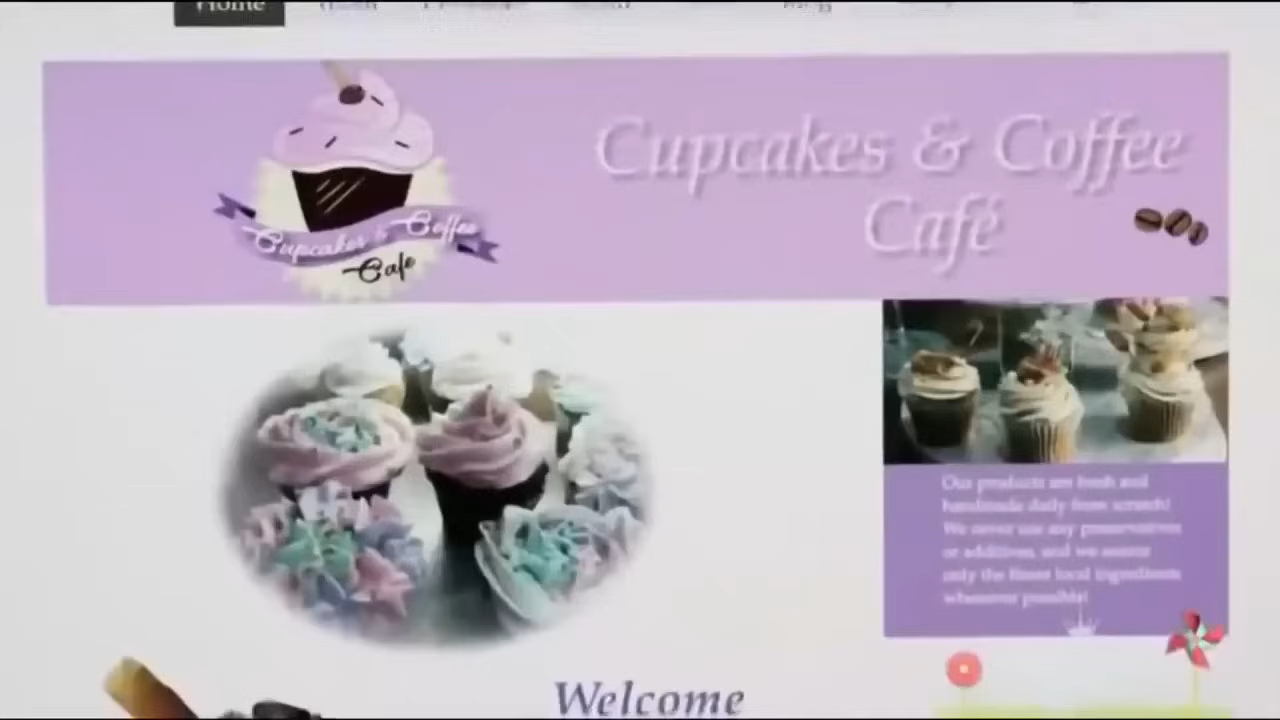 Home
Blog
Cupcakes & Coffee
Café
Cupcakes & Coffee
Cafe
Our products are fresh and
handmade daily from scratch!
We never use any preservatives
or additives, and we source
only the finest local ingredients
whenever possible!
Welcome